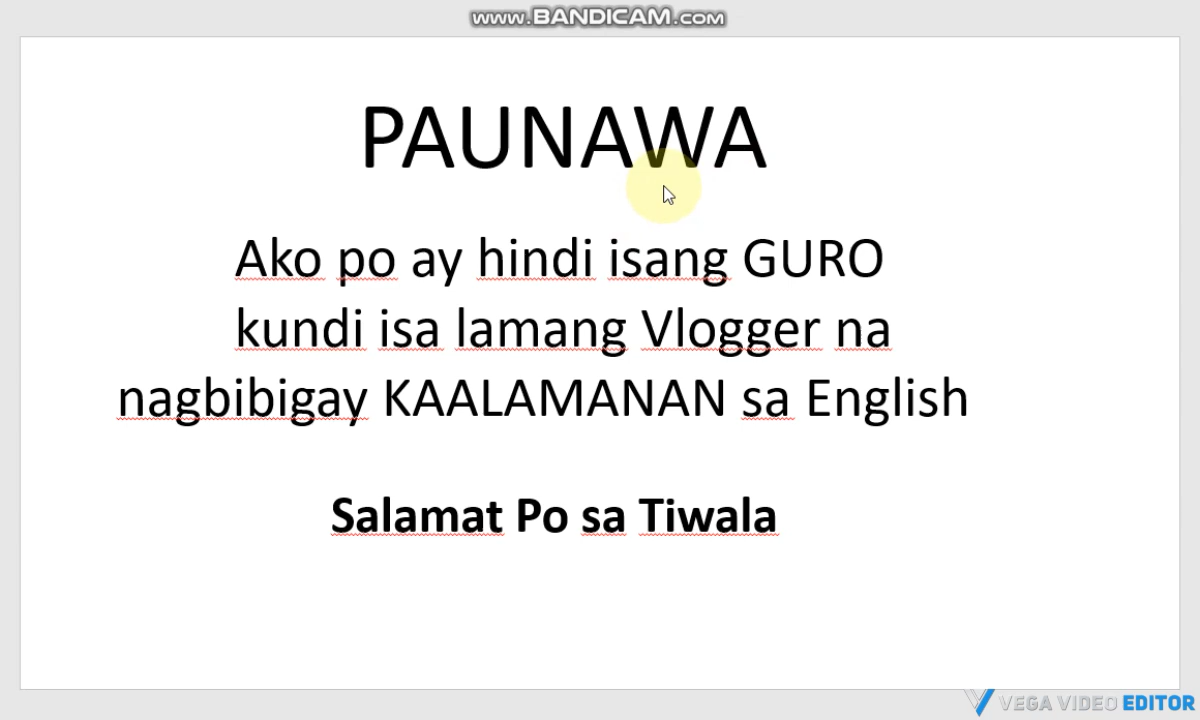 www.BANDICAM.com
PAUNAWA
Ako po ay hindi isang GURO
kundi isa lamang Vlogger na
nagbibigay KAALAMANAN sa English
Salamat Po sa Tiwala
VEGA VIDEO EDITOR